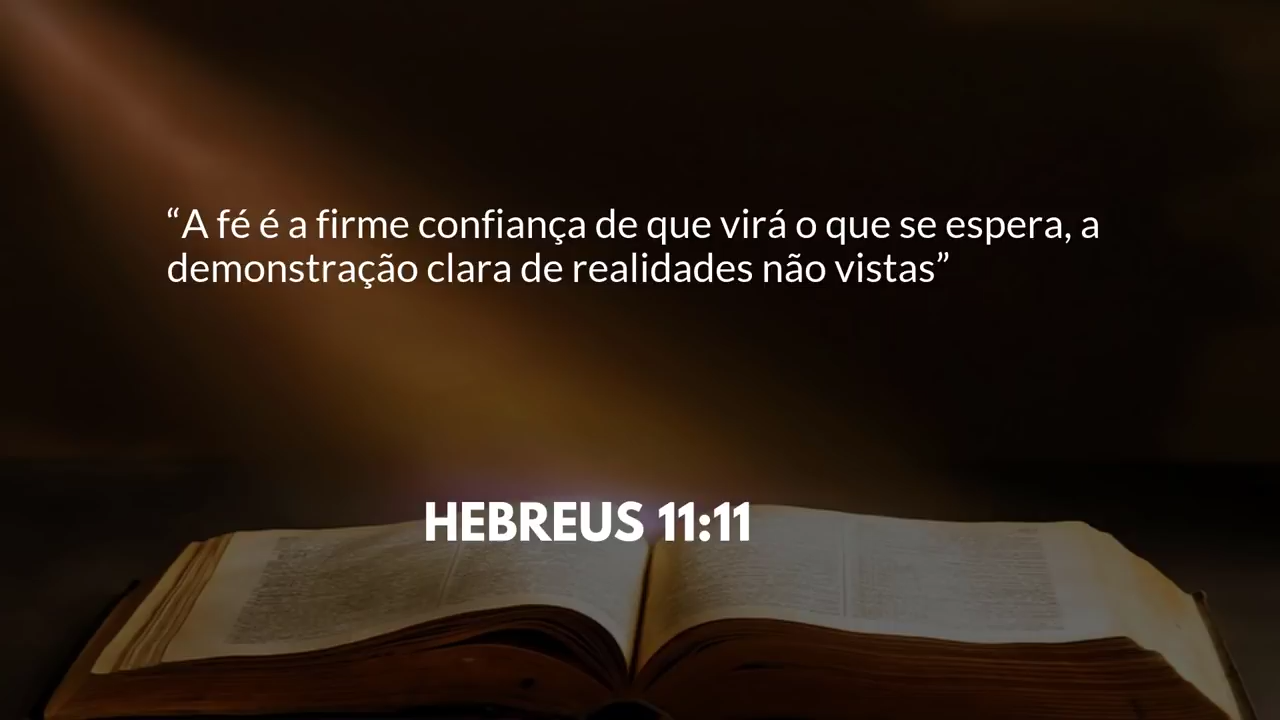 “A fé é a firme confiança de que virá o que se espera, a
demonstração clara de realidades não vistas”
HEBREUS 11:11